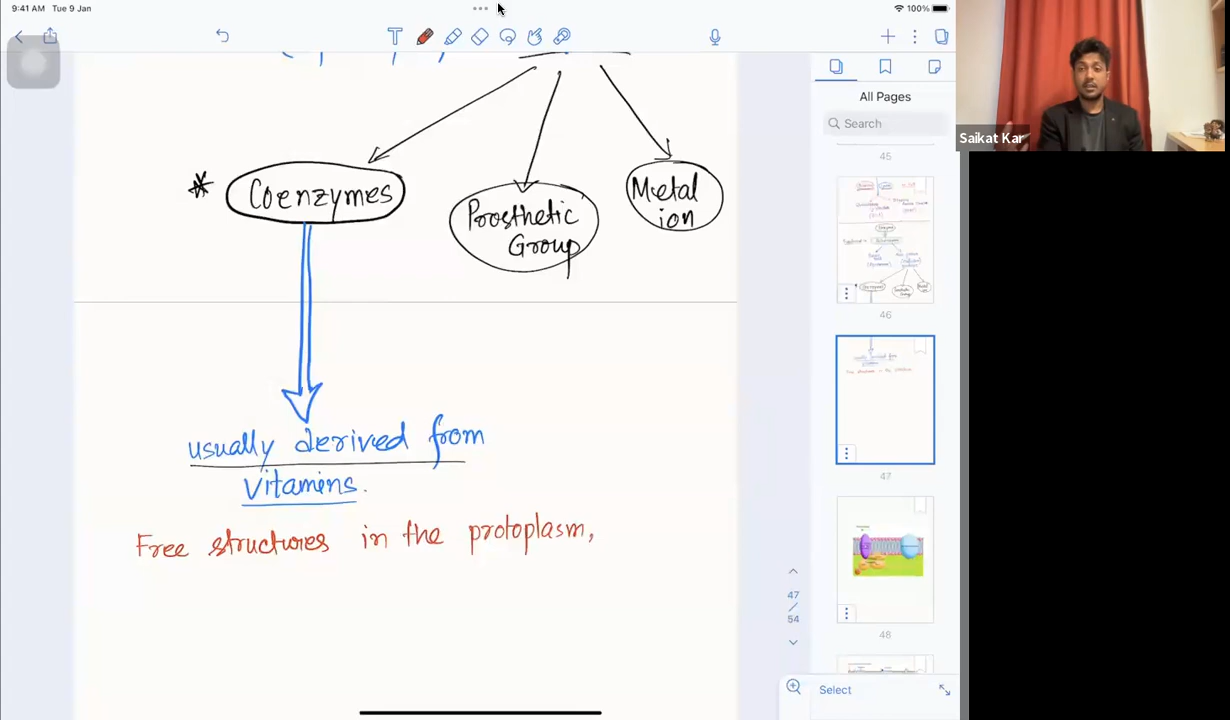 9:41 AM Tue 9 Jan
100%
All Pages
Search
45
46
47
48
Coenzymes
Prosthetic
Group
Metal
ion
usually derived from
vitamins.
Free structures in the protoplasm,
47
/
54
Select
Saikat Kar